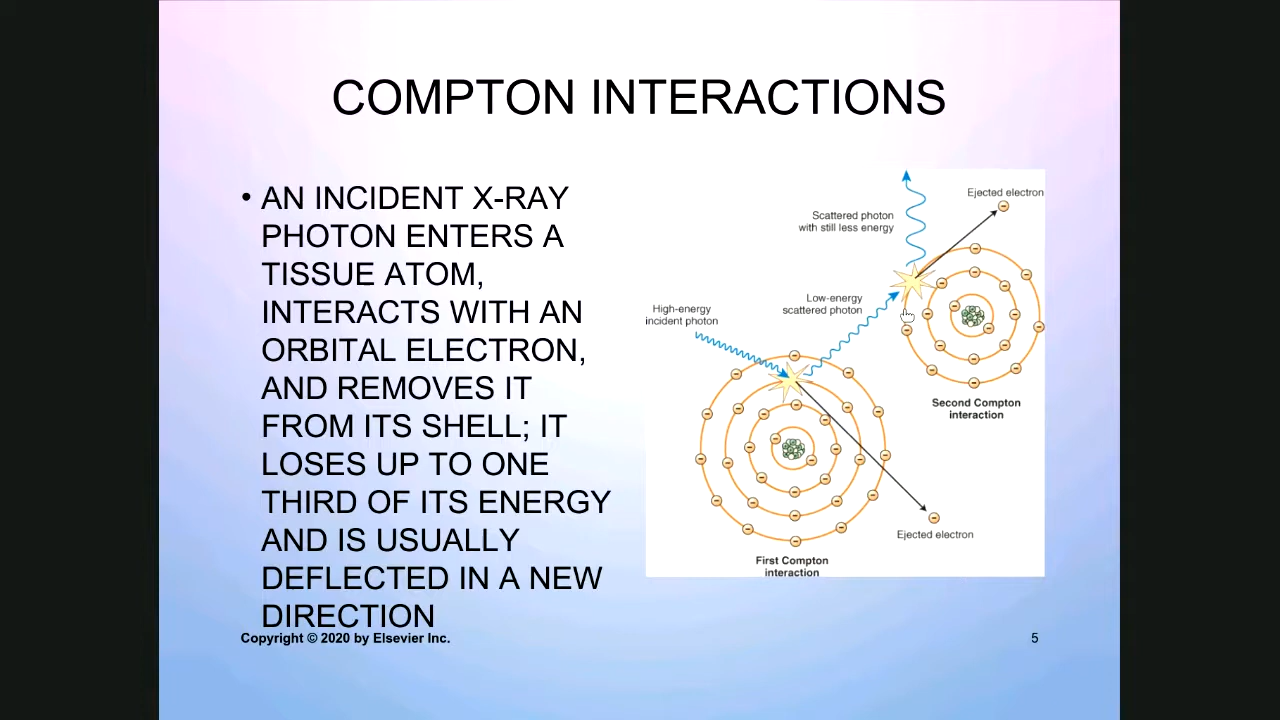 COMPTON INTERACTIONS
• AN INCIDENT X-RAY
PHOTON ENTERS A
TISSUE ATOM,
INTERACTS WITH AN
ORBITAL ELECTRON,
AND REMOVES IT
FROM ITS SHELL; IT
LOSES UP TO ONE
THIRD OF ITS ENERGY
AND IS USUALLY
DEFLECTED IN A NEW
DIRECTION
Ejected electron
Scattered photon
with still less energy
Low-energy
scattered photon
High-energy
incident photon
Second Compton
interaction
Ejected electron
First Compton
interaction
Copyright © 2020 by Elsevier Inc.
5